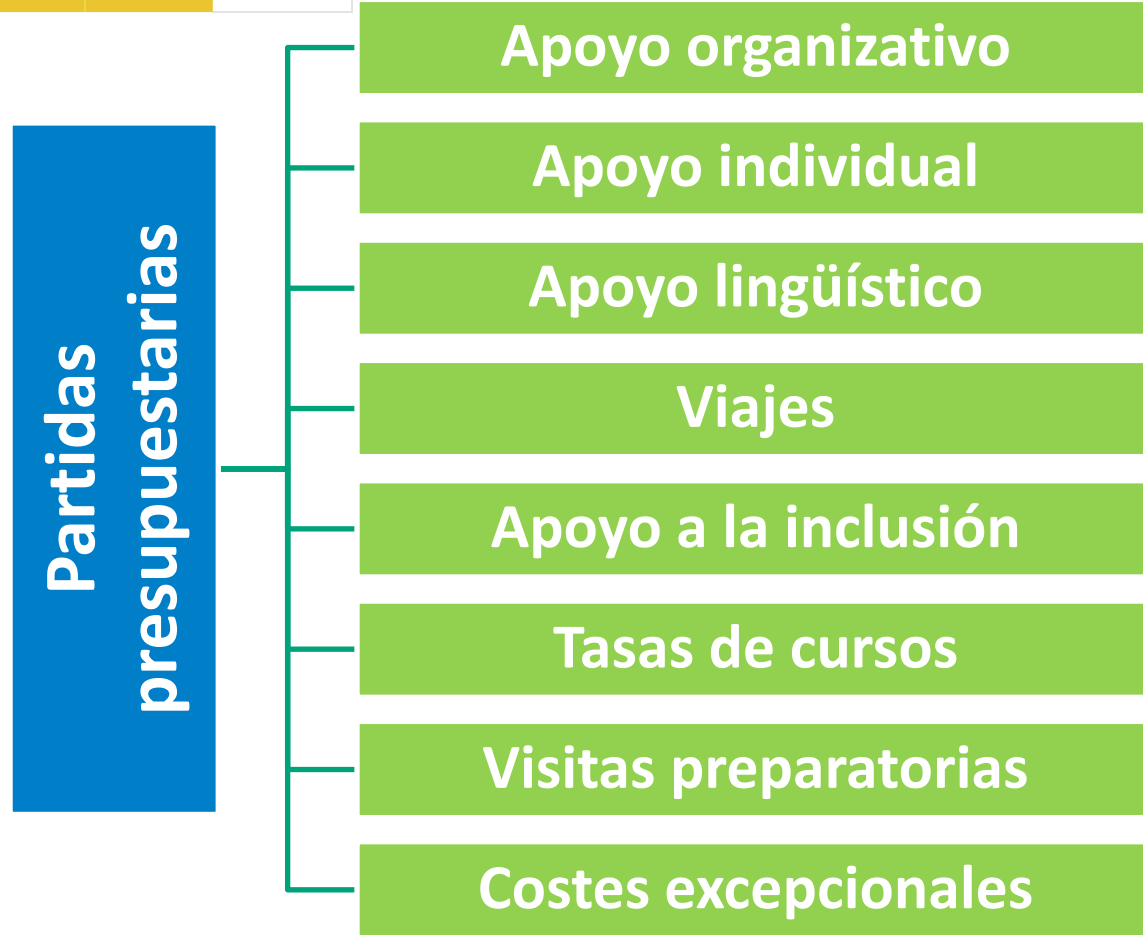 Partidas
presupuestarias
Apoyo organizativo
Apoyo individual
Apoyo lingüístico
Viajes
Apoyo a la inclusión
Tasas de cursos
Visitas preparatorias
Costes excepcionales